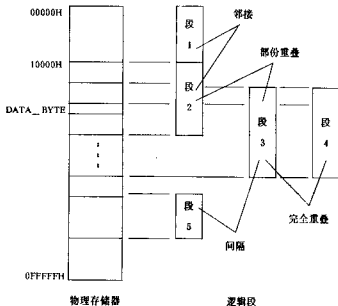 00000H
段
1
邻接
10000H
段
2
部份重叠
DATA__BYTE
段
3
段
4
段
5
间隔
完全重叠
0FFFFFH
物理存储器
逻辑段